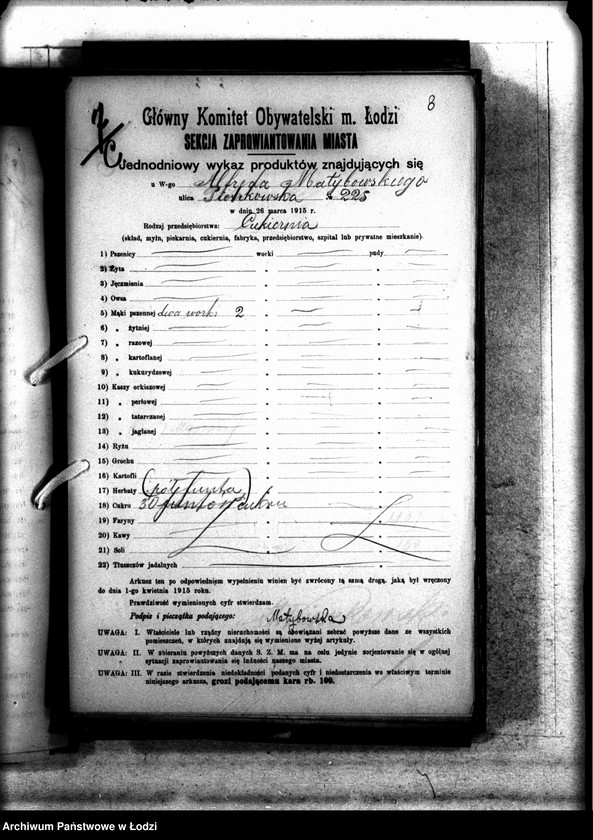 8
Główny Komitet Obywatelski m. Łodzi
SEKCJA ZAPROWIANTOWANIA MIASTA
Jednodniowy wykaz produktów znajdujących się
u W-go Alfreda Matybowskiego
ulica Piotrkowska № 225
w dniu 26 marca 1915 r.
Rodzaj przedsiębiorstwa: Cukiernia
(skład, młyn, piekarnia, cukiernia, fabryka, przedsiębiorstwo, szpital lub prywatne mieszkanie).
1) Pszenicy worki pudy
2) Żyta " "
3) Jęczmienia " "
4) Owsa " "
5) Mąki pszennej dwa worki 2 " "
6) " żytniej " "
7) " razowej " "
8) " kartoflanej " "
9) " kukurydzowej " "
10) Kaszy orkiszowej " "
11) " perłowej " "
12) " tatarczanej " "
13) " jaglanej " "
14) Ryżu " "
15) Grochu " "
16) Kartofli " "
17) Herbaty (pół funta) " "
18) Cukru 30 funtów cukru "
19) Faryny " "
20) Kawy " "
21) Soli " "
22) Tłuszczów jadalnych "
Arkusz ten po odpowiedniem wypełnieniu winien być zwrócony tą samą drogą, jaką był wręczony
do dnia 1-go kwietnia 1915 roku.
Prawdziwość wymienionych cyfr stwierdzam.
Podpis i pieczątka podającego: Matybowska
UWAGA: I. Właściciele lub rządcy nieruchomości są obowiązani zebrać powyższe dane ze wszystkich
pomieszczeń, w których znajdują się wymienione wyżej artykuły.
UWAGA: II. W zbieraniu powyższych danych S. Z. M. ma na celu jedynie zorjentowanie się w ogólnej
sytuacji zaprowiantowania się ludności naszego miasta.
UWAGA: III. W razie stwierdzenia niedokładności podanych cyfr i niedostarczenia we właściwym terminie
niniejszego arkusza, grozi podającemu kara rb. 100.
Archiwum Państwowe w Łodzi